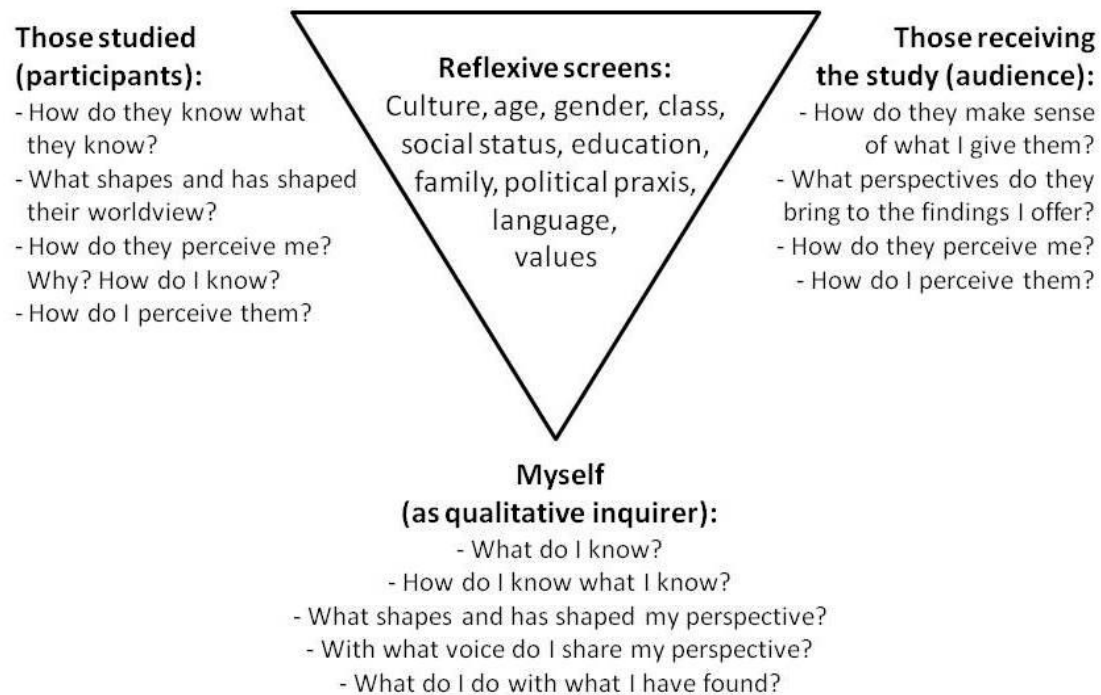 Those studied
(participants):
- How do they know what
they know?
- What shapes and has shaped
their worldview?
- How do they perceive me?
Why? How do I know?
- How do I perceive them?
Reflexive screens:
Culture, age, gender, class,
social status, education,
family, political praxis,
language,
values
Those receiving
the study (audience):
- How do they make sense
of what I give them?
- What perspectives do they
bring to the findings I offer?
- How do they perceive me?
- How do I perceive them?
Myself
(as qualitative inquirer):
- What do I know?
- How do I know what I know?
- What shapes and has shaped my perspective?
- With what voice do I share my perspective?
- What do I do with what I have found?